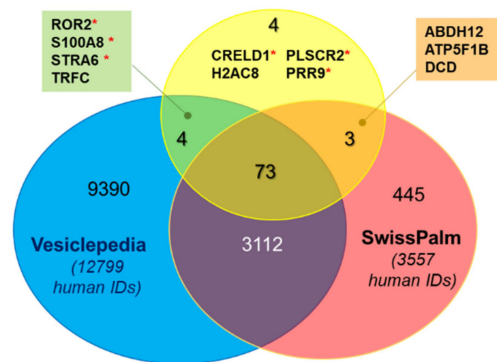 ROR2*
S100A8 *
STRA6 *
TRFC
4
CRELD1* PLSCR2*
H2AC8 PRR9*
ABDH12
ATP5F1B
DCD
4
3
73
9390
445
3112
Vesiclepedia
(12799
human IDs)
SwissPalm
(3557
human IDs)